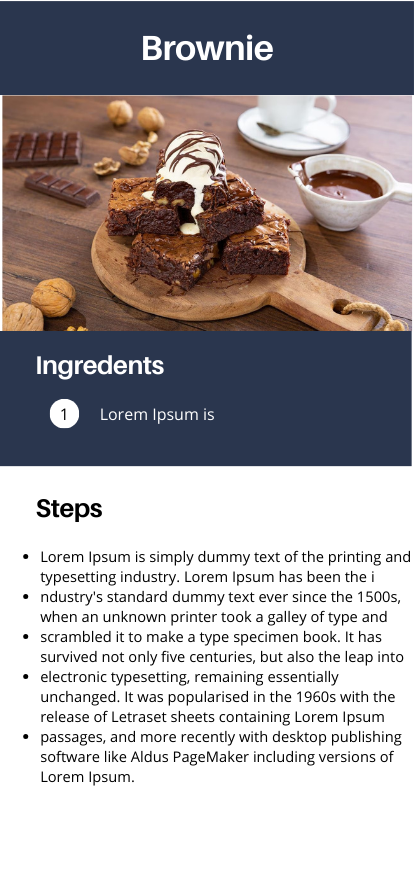 Brownie
Ingredents
1 Lorem Ipsum is
Steps
• Lorem Ipsum is simply dummy text of the printing and
typesetting industry. Lorem Ipsum has been the i
• ndustry's standard dummy text ever since the 1500s,
when an unknown printer took a galley of type and
• scrambled it to make a type specimen book. It has
survived not only five centuries, but also the leap into
• electronic typesetting, remaining essentially
unchanged. It was popularised in the 1960s with the
release of Letraset sheets containing Lorem Ipsum
• passages, and more recently with desktop publishing
software like Aldus PageMaker including versions of
Lorem Ipsum.